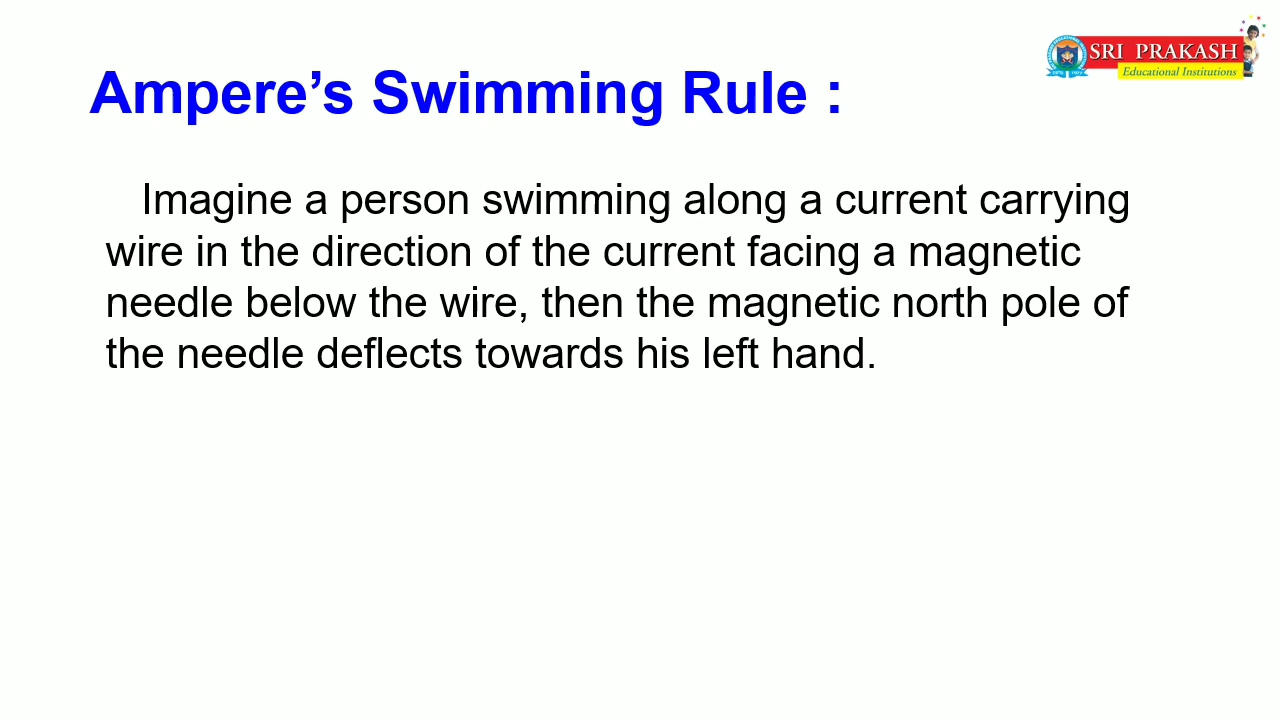 SRI PRAKASH
Educational Institutions
Ampere’s Swimming Rule :
Imagine a person swimming along a current carrying
wire in the direction of the current facing a magnetic
needle below the wire, then the magnetic north pole of
the needle deflects towards his left hand.